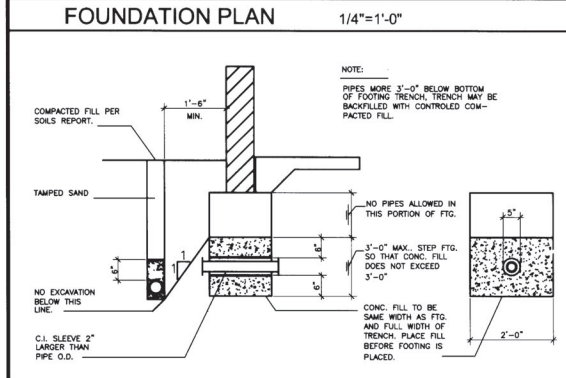 FOUNDATION PLAN 1/4"=1'-0"
NOTE:
PIPES MORE 3'-0" BELOW BOTTOM
OF FOOTING TRENCH, TRENCH MAY BE
BACKFILLED WITH CONTROLED COM-
PACTED FILL.
1'-6"
MIN.
COMPACTED FILL PER
SOILS REPORT.
TAMPED SAND
NO PIPES ALLOWED IN
THIS PORTION OF FTG.
5"
6"
6"
1
1
6"
3'-0" MAX.. STEP FTG.
SO THAT CONC. FILL
DOES NOT EXCEED
3'-0"
NO EXCAVATION
BELOW THIS
LINE.
CONC. FILL TO BE
SAME WIDTH AS FTG.
AND FULL WIDTH OF
TRENCH. PLACE FILL
BEFORE FOOTING IS
PLACED.
2'-0"
C.I. SLEEVE 2"
LARGER THAN
PIPE O.D.